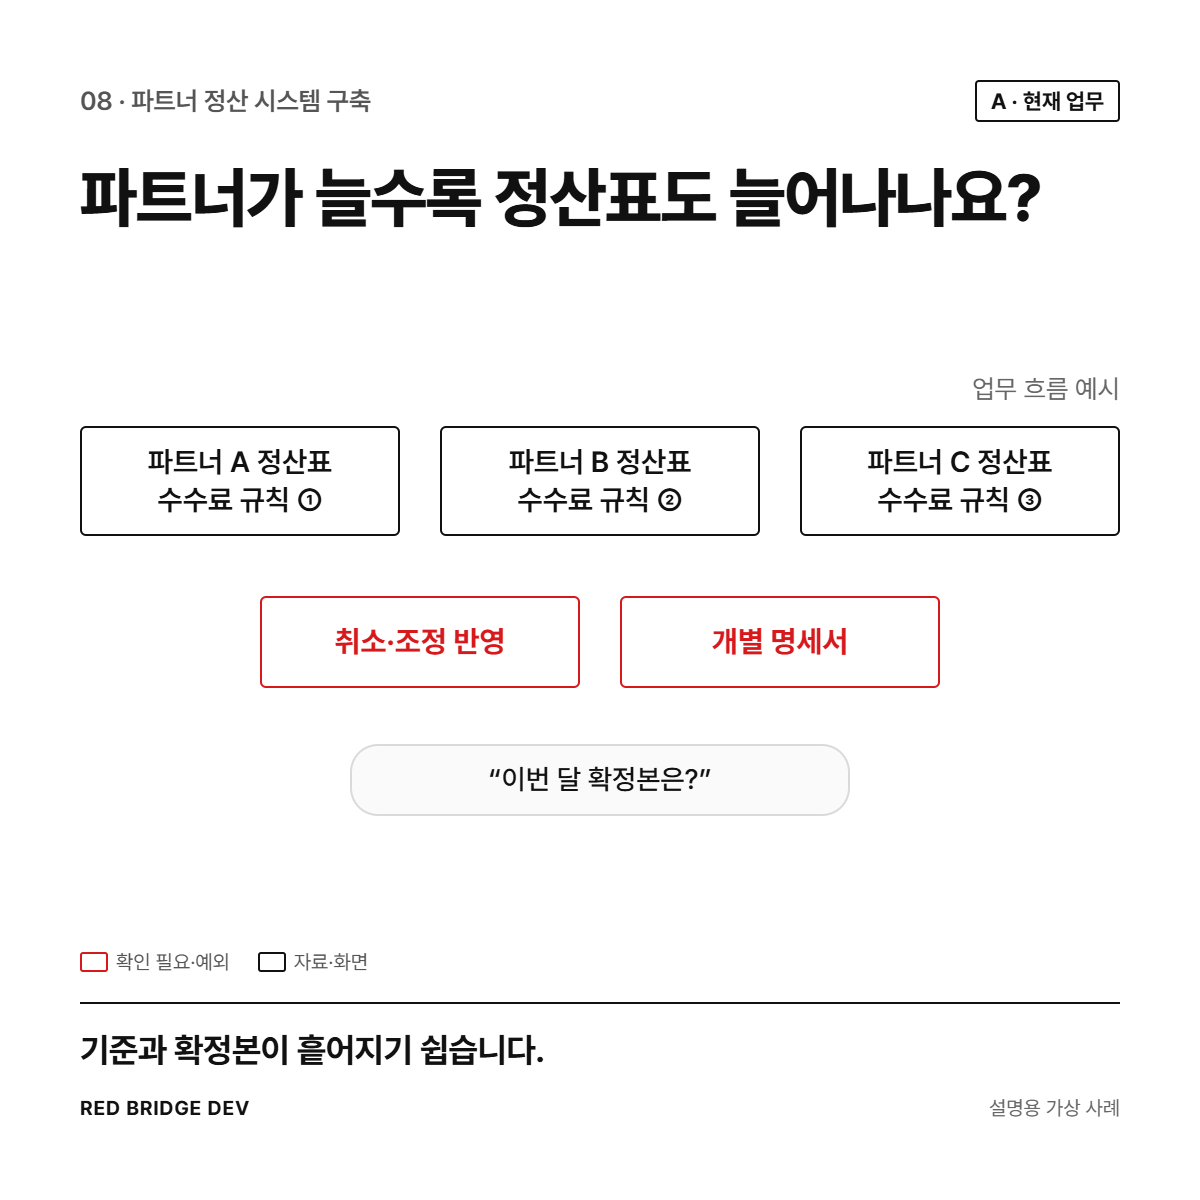 08 · 파트너 정산 시스템 구축
A · 현재 업무
파트너가 늘수록 정산표도 늘어나나요?
업무 흐름 예시
파트너 A 정산표
수수료 규칙 ①
파트너 B 정산표
수수료 규칙 ②
파트너 C 정산표
수수료 규칙 ③
취소·조정 반영
개별 명세서
“이번 달 확정본은?”
확인 필요·예외
자료·화면
기준과 확정본이 흩어지기 쉽습니다.
RED BRIDGE DEV
설명용 가상 사례